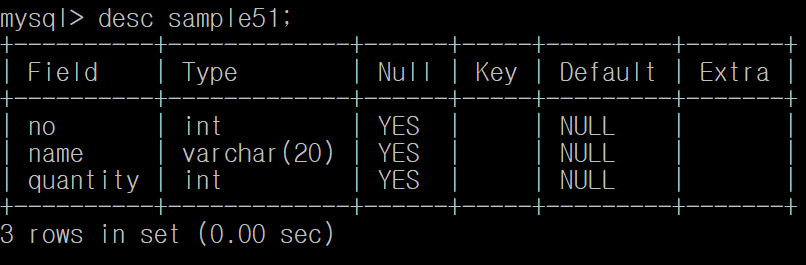 mysql> desc sample51;
+----------+-------------+------+-----+---------+-------+
| Field    | Type        | Null | Key | Default | Extra |
+----------+-------------+------+-----+---------+-------+
| no       | int         | YES  |     | NULL    |       |
| name     | varchar(20) | YES  |     | NULL    |       |
| quantity | int         | YES  |     | NULL    |       |
+----------+-------------+------+-----+---------+-------+
3 rows in set (0.00 sec)